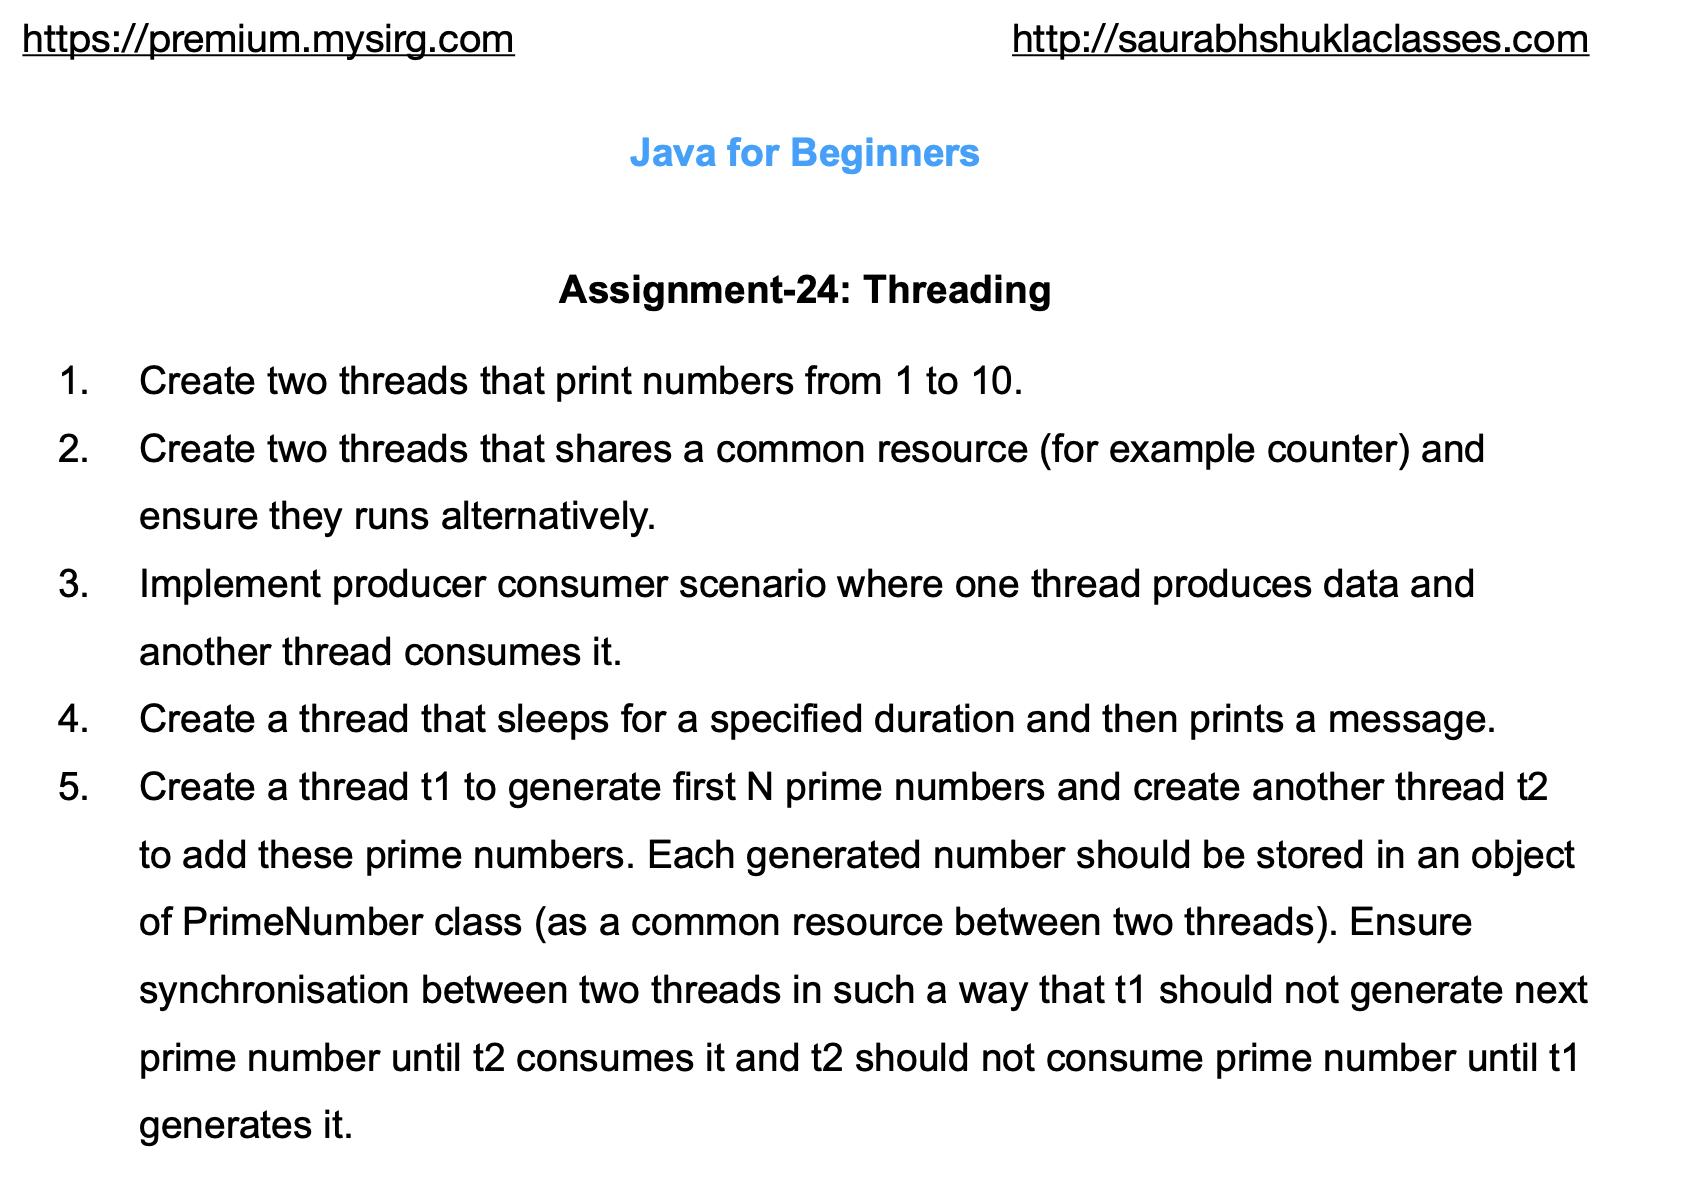 https://premium.mysirg.com http://saurabhshuklaclasses.com
Java for Beginners
Assignment-24: Threading
1. Create two threads that print numbers from 1 to 10.
2. Create two threads that shares a common resource (for example counter) and
ensure they runs alternatively.
3. Implement producer consumer scenario where one thread produces data and
another thread consumes it.
4. Create a thread that sleeps for a specified duration and then prints a message.
5. Create a thread t1 to generate first N prime numbers and create another thread t2
to add these prime numbers. Each generated number should be stored in an object
of PrimeNumber class (as a common resource between two threads). Ensure
synchronisation between two threads in such a way that t1 should not generate next
prime number until t2 consumes it and t2 should not consume prime number until t1
generates it.